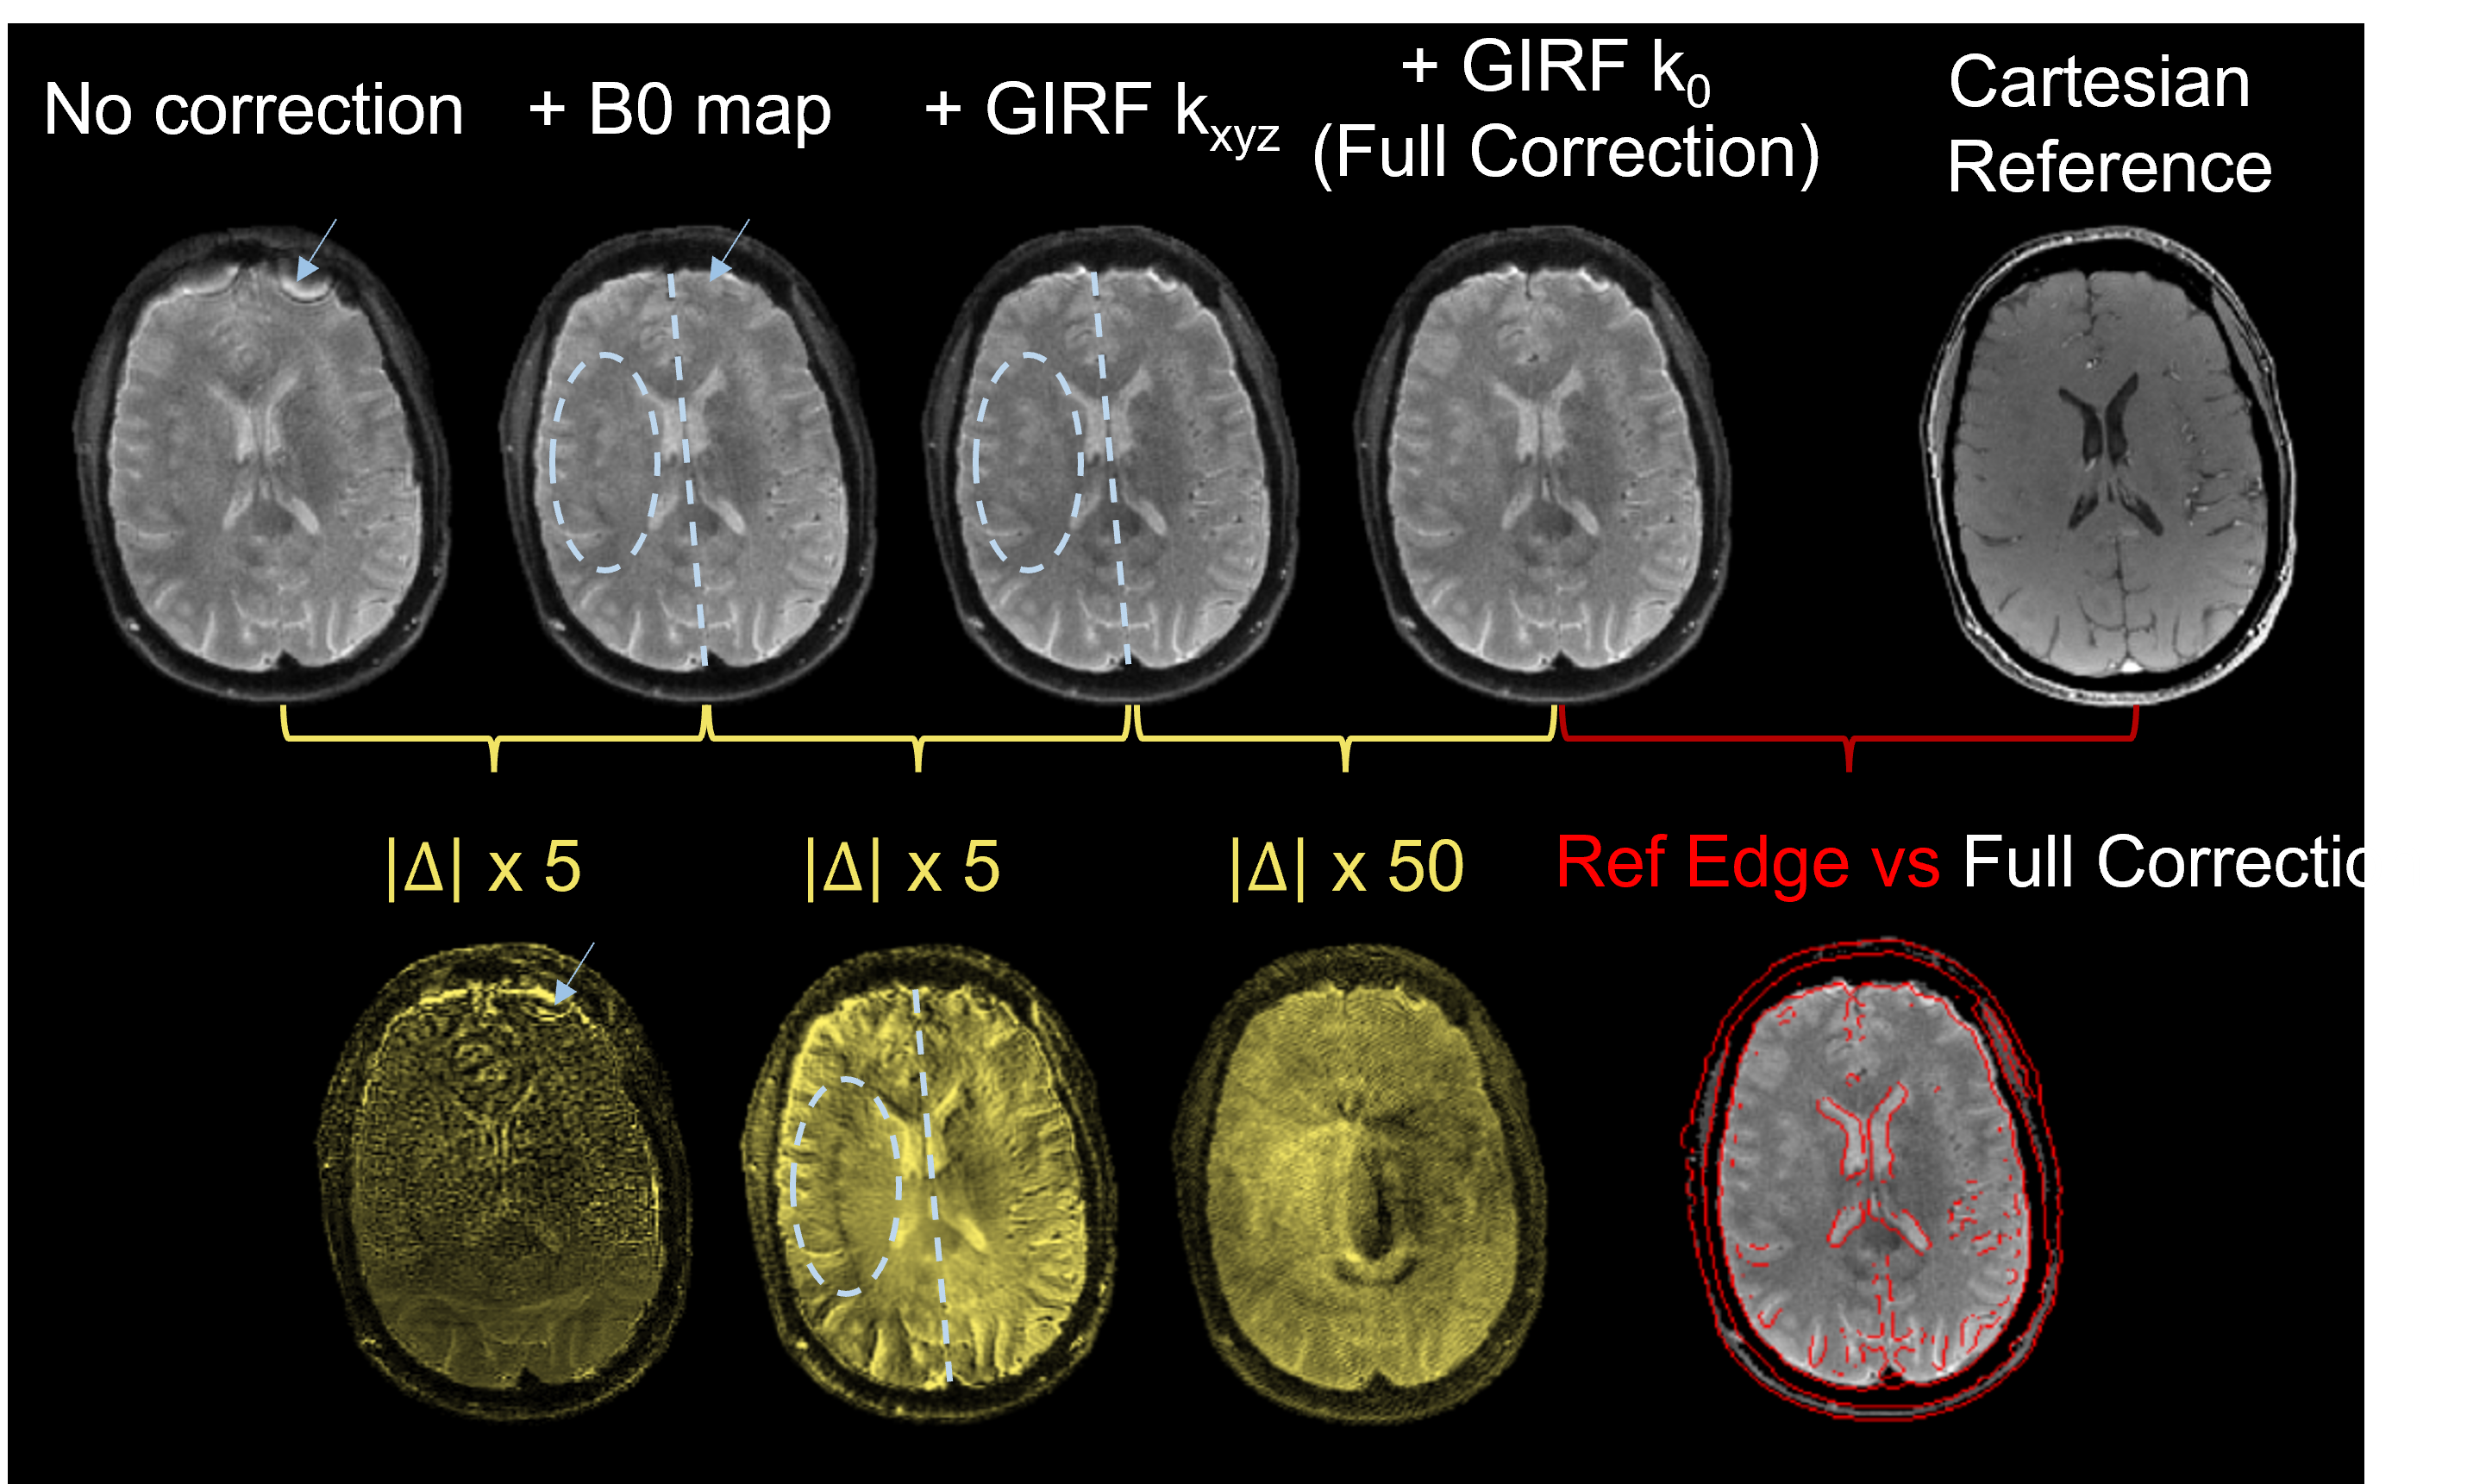 No correction
+ B0 map
+ GIRF kxyz
+ GIRF k0
(Full Correction)
Cartesian
Reference
|Δ| x 5
|Δ| x 5
|Δ| x 50
Ref Edge vs Full Correctio